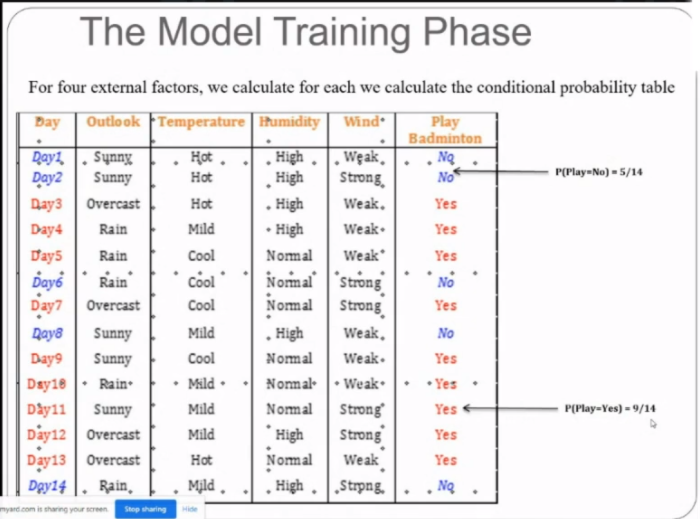 The Model Training Phase
For four external factors, we calculate for each we calculate the conditional probability table
Day Outlook Temperature Humidity Wind Play Badminton
Day1 Sunny Hot High Weak No
Day2 Sunny Hot High Strong No
Day3 Overcast Hot High Weak Yes
Day4 Rain Mild High Weak Yes
Day5 Rain Cool Normal Weak Yes
Day6 Rain Cool Normal Strong No
Day7 Overcast Cool Normal Strong Yes
Day8 Sunny Mild High Weak No
Day9 Sunny Cool Normal Weak Yes
Day10 Rain Mild Normal Weak Yes
Day11 Sunny Mild Normal Strong Yes
Day12 Overcast Mild High Strong Yes
Day13 Overcast Hot Normal Weak Yes
Day14 Rain Mild High Strong No
P(Play=No) = 5/14
P(Play=Yes) = 9/14
myard.com is sharing your screen. Stop sharing Hide